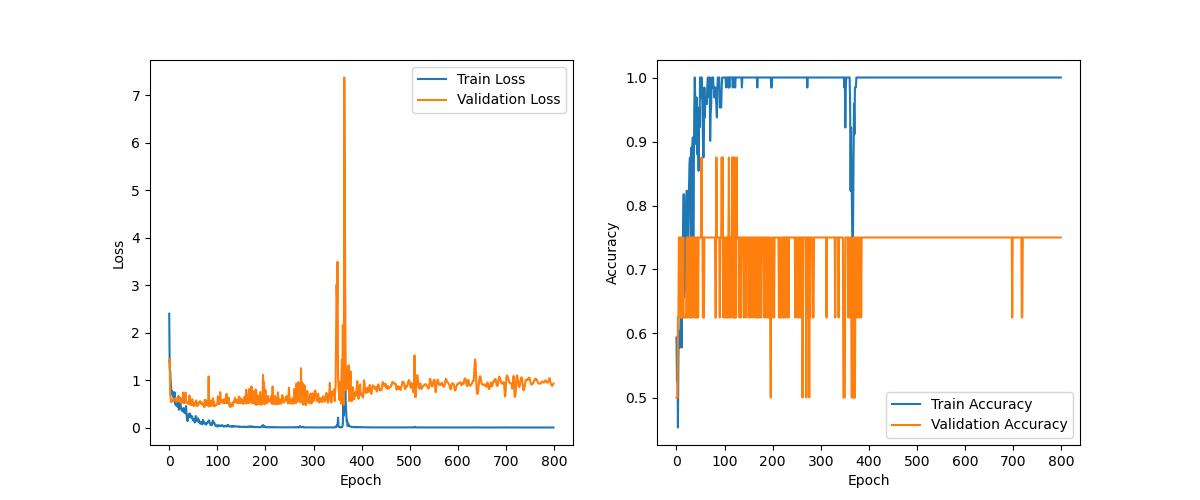 Train Loss
Validation Loss
7
6
5
4
3
2
1
0
Loss
0 100 200 300 400 500 600 700 800
Epoch
1.0
0.9
0.8
0.7
0.6
0.5
Accuracy
Train Accuracy
Validation Accuracy
0 100 200 300 400 500 600 700 800
Epoch